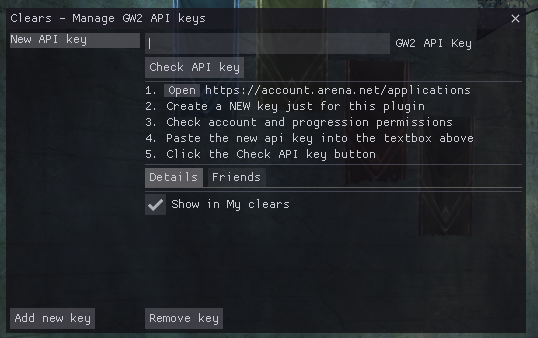 Clears - Manage GW2 API keys
New API key
GW2 API Key
Check API key
1. Open https://account.arena.net/applications
2. Create a NEW key just for this plugin
3. Check account and progression permissions
4. Paste the new api key into the textbox above
5. Click the Check API key button
Details Friends
Show in My clears
Add new key Remove key